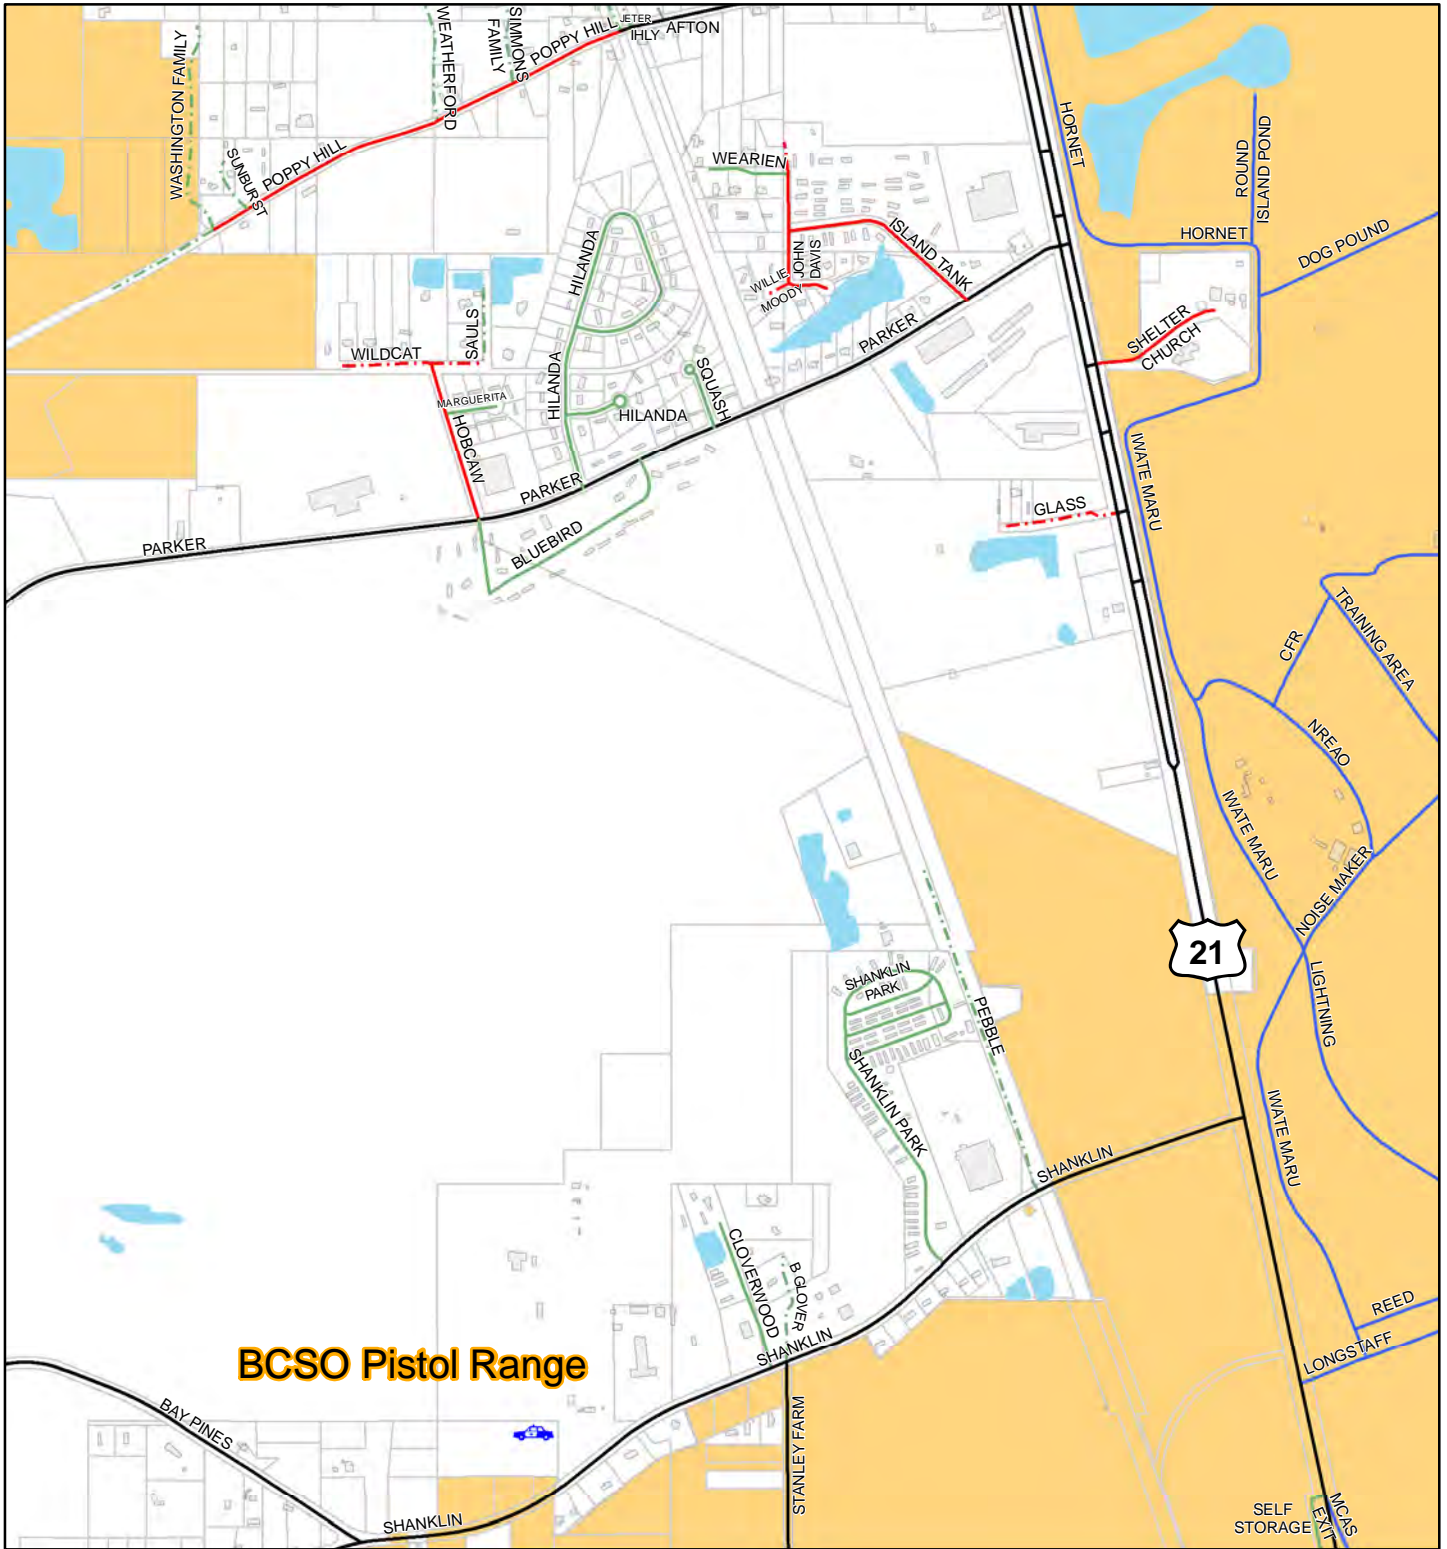 WASHINGTON FAMILY
WEATHERFORD
SIMMONS
FAMILY
POPPY HILL
JETER
IHLY
AFTON
SUNBURST
POPPY HILL
HORNET
ROUND
ISLAND POND
WEARIEN
HILANDA
ISLAND TANK
JOHN
DAVIS
WILLIE
MOODY
HORNET
DOG POUND
SAULS
WILDCAT
PARKER
SHELTER
CHURCH
MARGUERITA
HOBCAW
HILANDA
HILANDA
SQUASH
IWATE MARU
PARKER
GLASS
PARKER
BLUEBIRD
CFR
TRAINING AREA
NREAO
IWATE MARU
NOISE MAKER
21
LIGHTNING
SHANKLIN
PARK
PEBBLE
SHANKLIN PARK
IWATE MARU
SHANKLIN
CLOVERWOOD
B GLOVER
SHANKLIN
REED
LONGSTAFF
BCSO Pistol Range
BAY PINES
STANLEY FARM
SHANKLIN
SELF
STORAGE
EXIT
MCAS